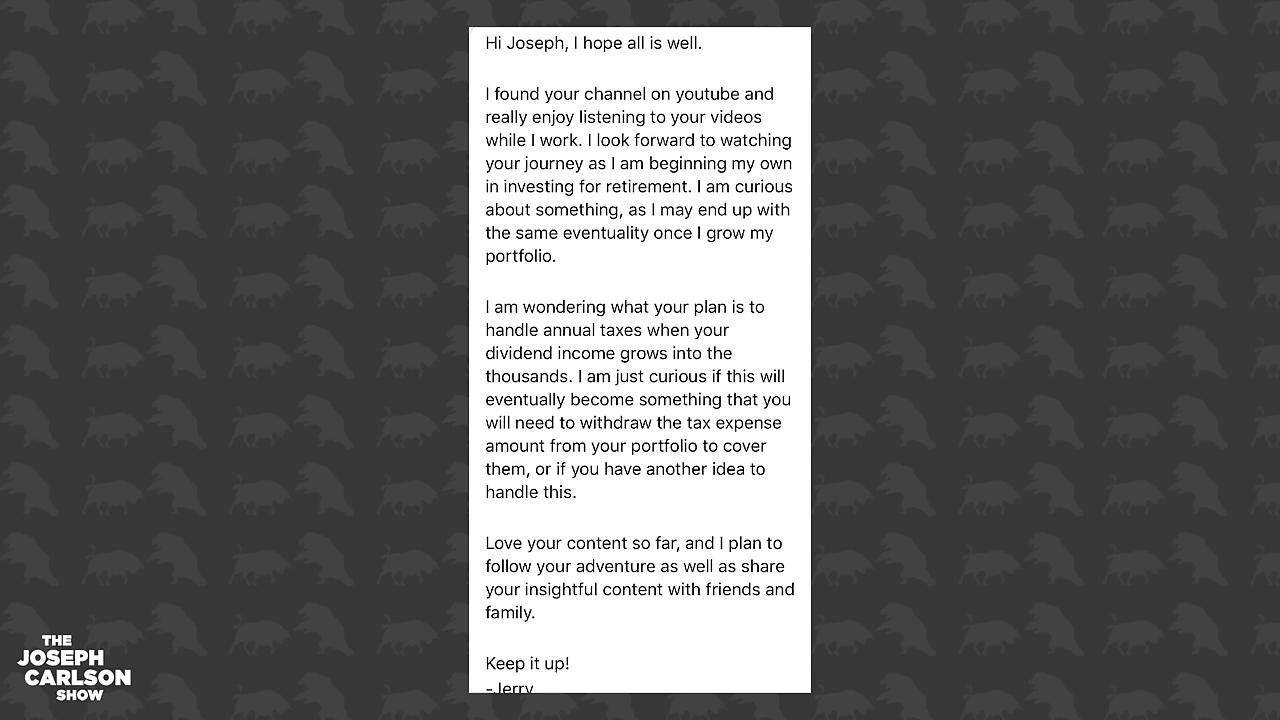 Hi Joseph, I hope all is well.
I found your channel on youtube and
really enjoy listening to your videos
while I work. I look forward to watching
your journey as I am beginning my own
in investing for retirement. I am curious
about something, as I may end up with
the same eventuality once I grow my
portfolio.
I am wondering what your plan is to
handle annual taxes when your
dividend income grows into the
thousands. I am just curious if this will
eventually become something that you
will need to withdraw the tax expense
amount from your portfolio to cover
them, or if you have another idea to
handle this.
Love your content so far, and I plan to
follow your adventure as well as share
your insightful content with friends and
family.
Keep it up!
-Jerry
THE
JOSEPH
CARLSON
SHOW